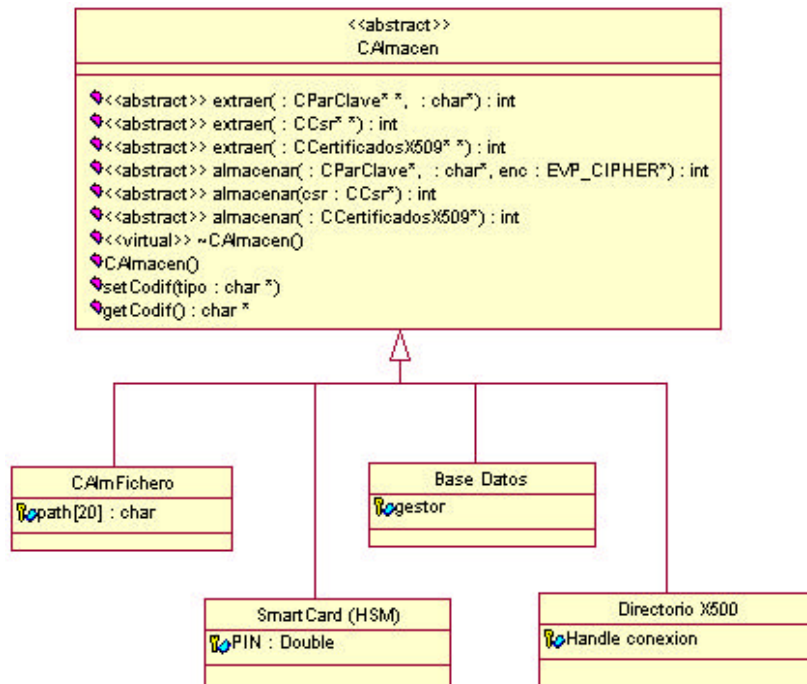 <<abstract>>
CAlmacen
<<abstract>> extraer( : CParClave* *,  : char*) : int
<<abstract>> extraer( : CCsr* *) : int
<<abstract>> extraer( : CCertificadosX509* *) : int
<<abstract>> almacenar( : CParClave*,  : char*, enc : EVP_CIPHER*) : int
<<abstract>> almacenar(csr : CCsr*) : int
<<abstract>> almacenar( : CCertificadosX509*) : int
<<virtual>> ~CAlmacen()
CAlmacen()
setCodif(tipo : char *)
getCodif() : char *
CAlmFichero
path[20] : char
Base Datos
gestor
SmartCard (HSM)
PIN : Double
Directorio X500
Handle conexion